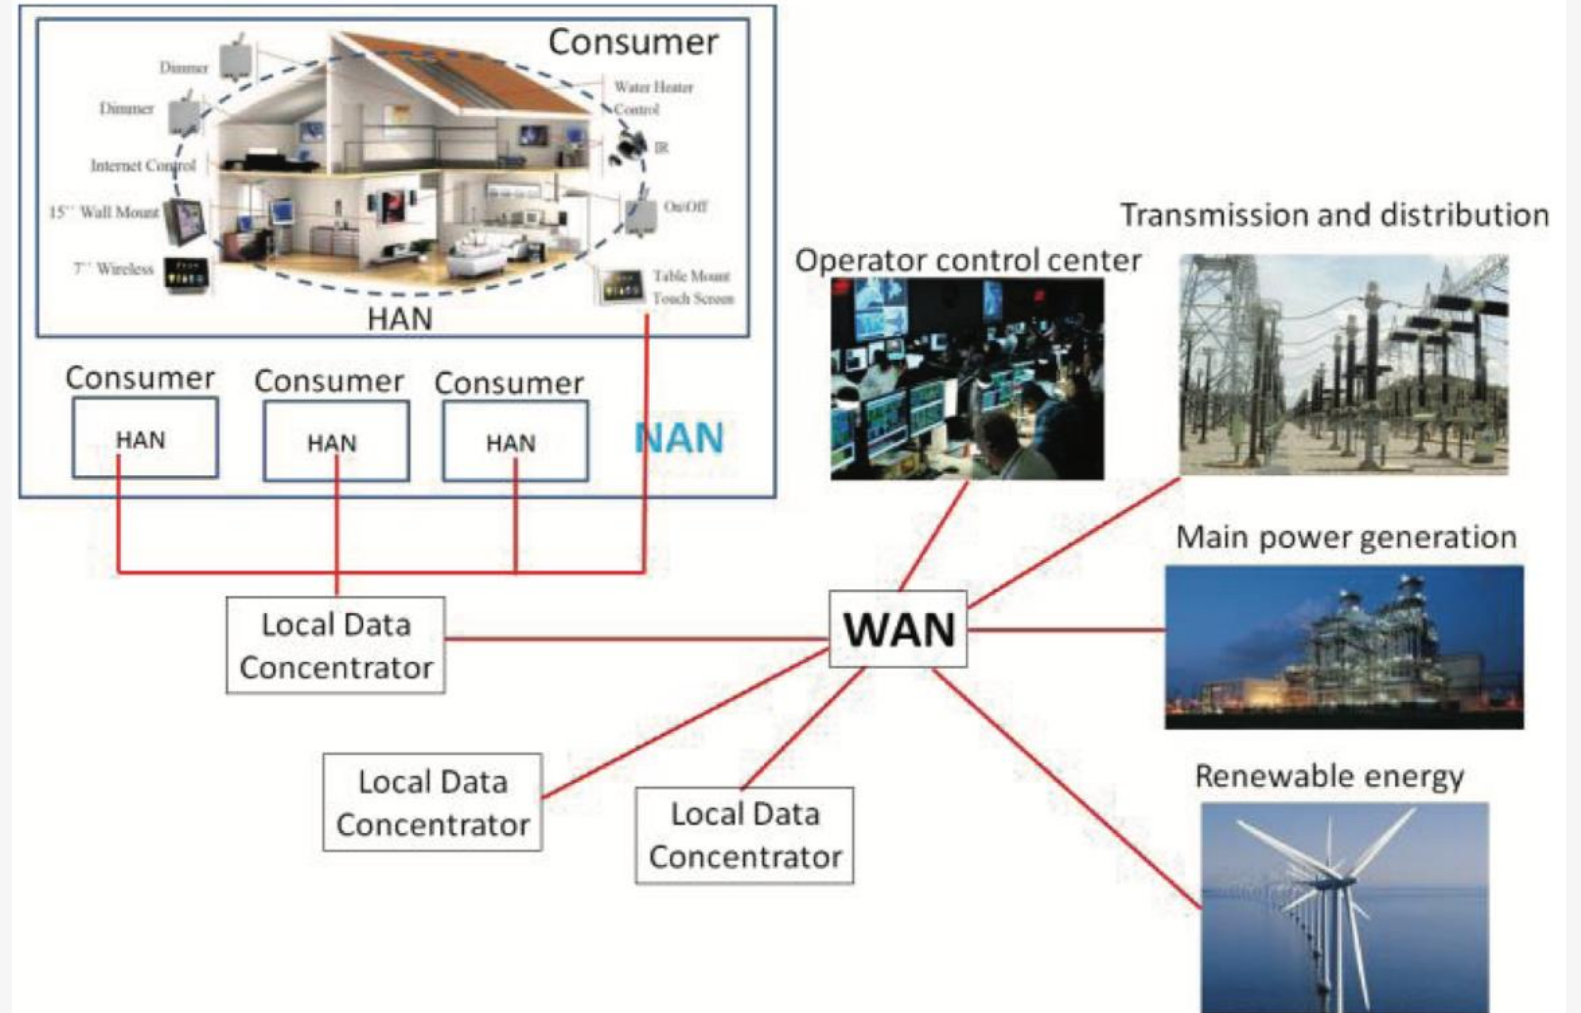 Consumer
Dimmer
Dimmer
Internet Control
15'' Wall Mount
7'' Wireless
Water Heater
Control
IR
On/Off
Table Mount
Touch Screen
HAN
Consumer
Consumer
Consumer
HAN
HAN
HAN
NAN
Transmission and distribution
Operator control center
Main power generation
WAN
Local Data
Concentrator
Local Data
Concentrator
Local Data
Concentrator
Renewable energy